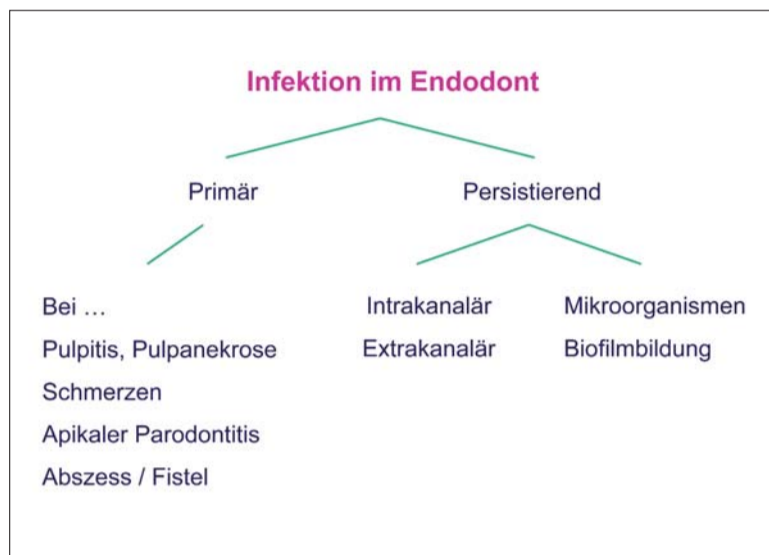 Infektion im Endodont
Primär
Persistierend
Bei …
Pulpitis, Pulpanekrose
Schmerzen
Apikaler Parodontitis
Abszess / Fistel
Intrakanalär
Extrakanalär
Mikroorganismen
Biofilmbildung